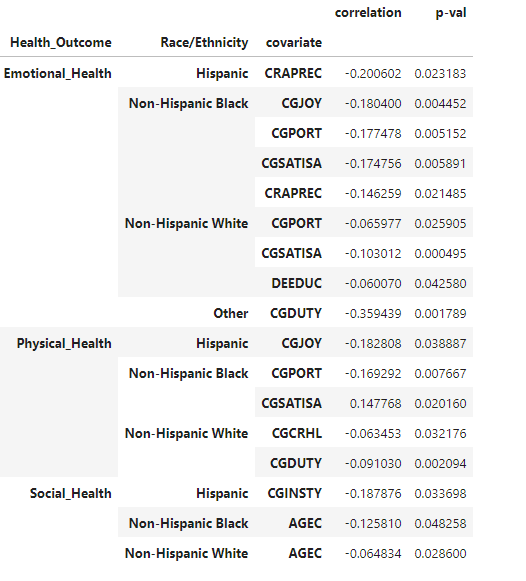 correlation p-val
Health_Outcome Race/Ethnicity covariate
Emotional_Health Hispanic CRAPREC -0.200602 0.023183
Non-Hispanic Black CGJOY -0.180400 0.004452
CGPORT -0.177478 0.005152
CGSATISA -0.174756 0.005891
CRAPREC -0.146259 0.021485
Non-Hispanic White CGPORT -0.065977 0.025905
CGSATISA -0.103012 0.000495
DEEDUC -0.060070 0.042580
Other CGDUTY -0.359439 0.001789
Physical_Health Hispanic CGJOY -0.182808 0.038887
Non-Hispanic Black CGPORT -0.169292 0.007667
CGSATISA 0.147768 0.020160
Non-Hispanic White CGCRHL -0.063453 0.032176
CGDUTY -0.091030 0.002094
Social_Health Hispanic CGINSTY -0.187876 0.033698
Non-Hispanic Black AGEC -0.125810 0.048258
Non-Hispanic White AGEC -0.064834 0.028600